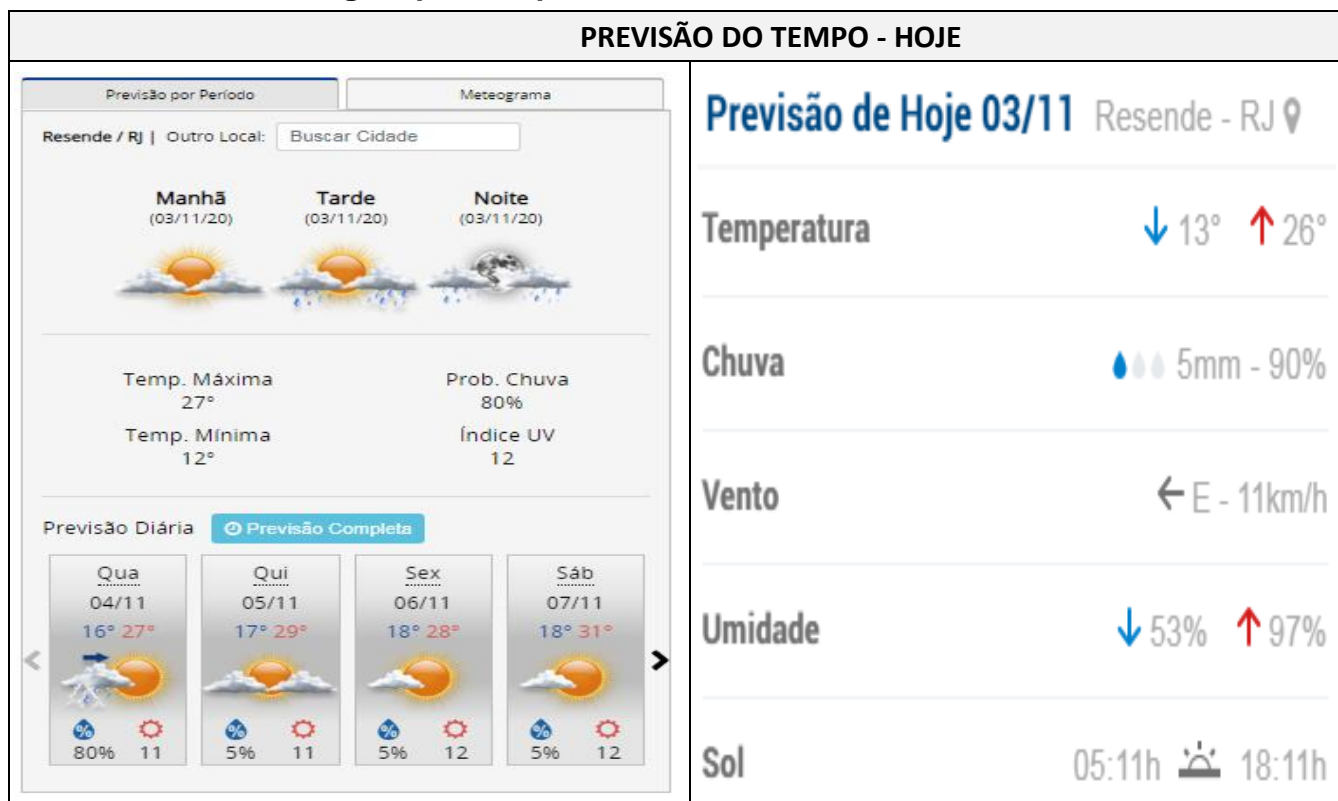 PREVISÃO DO TEMPO - HOJE
Previsão por Período
Meteograma
Resende / RJ | Outro Local: Buscar Cidade
Manhã Tarde Noite
(03/11/20) (03/11/20) (03/11/20)
Temp. Máxima Prob. Chuva
27° 80%
Temp. Mínima Índice UV
12° 12
Previsão Diária Previsão Completa
Qua Qui Sex Sáb
04/11 05/11 06/11 07/11
16° 27° 17° 29° 18° 28° 18° 31°
% % % %
80% 11 5% 11 5% 12 5% 12
Previsão de Hoje 03/11 Resende - RJ
Temperatura 13° 26°
Chuva 5mm - 90%
Vento E - 11km/h
Umidade 53% 97%
Sol 05:11h 18:11h